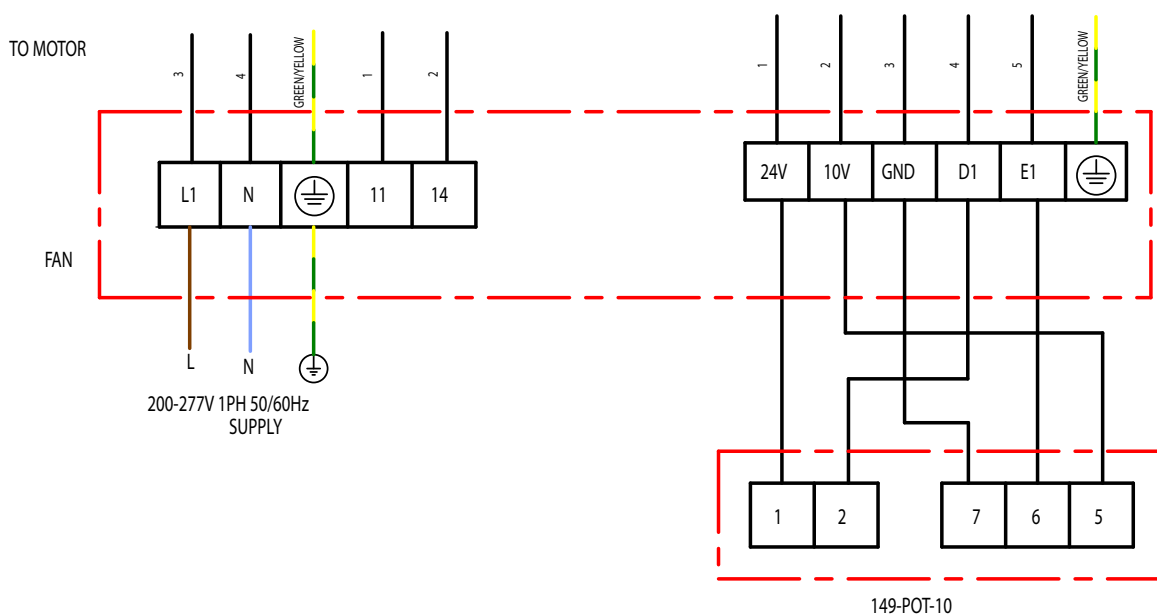 TO MOTOR
3
4
GREEN/YELLOW
1
2
1
2
3
4
5
GREEN/YELLOW
L1 N 11 14
24V 10V GND D1 E1
FAN
L N
200-277V 1PH 50/60Hz
SUPPLY
1 2 7 6 5
149-POT-10